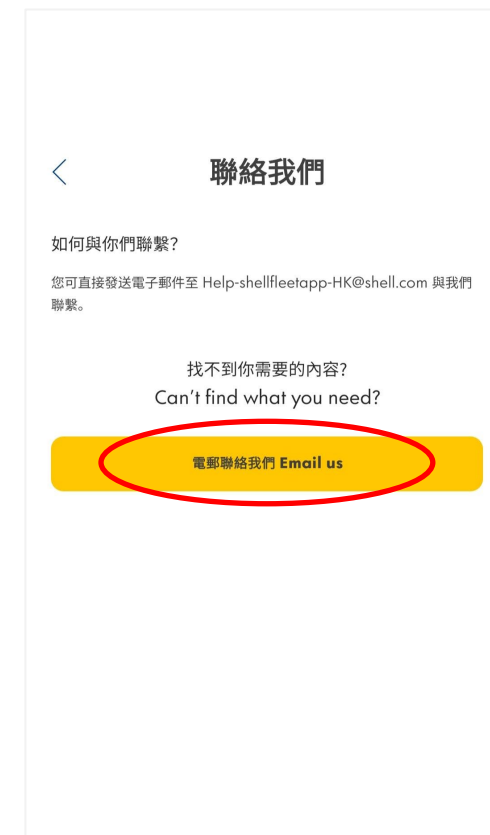 聯絡我們
如何與你們聯繫?
您可直接發送電子郵件至 Help-shellfleetapp-HK@shell.com 與我們
聯繫。
找不到你需要的內容?
Can't find what you need?
電郵聯絡我們 Email us